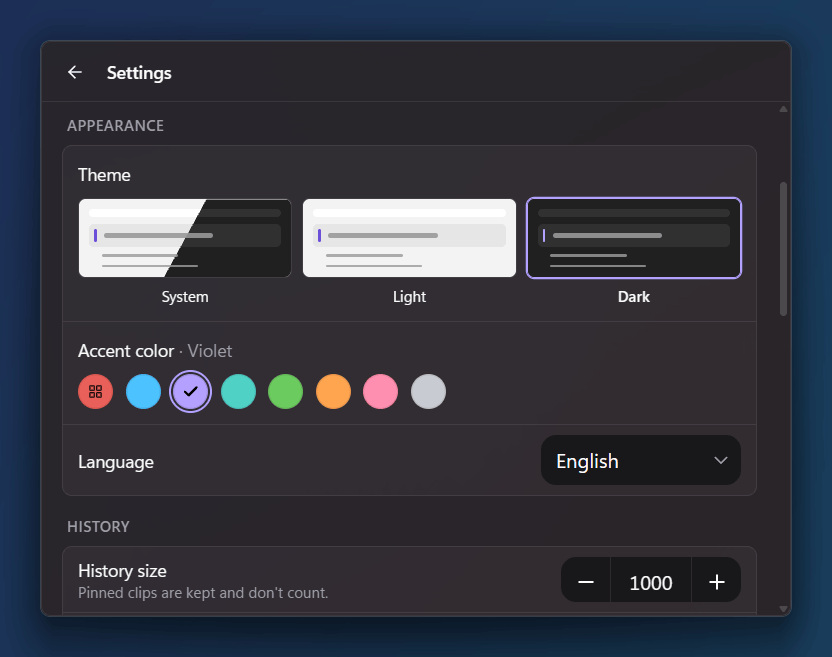 Settings
APPEARANCE
Theme
System
Light
Dark
Accent color · Violet
Language
English
HISTORY
History size
Pinned clips are kept and don't count.
1000